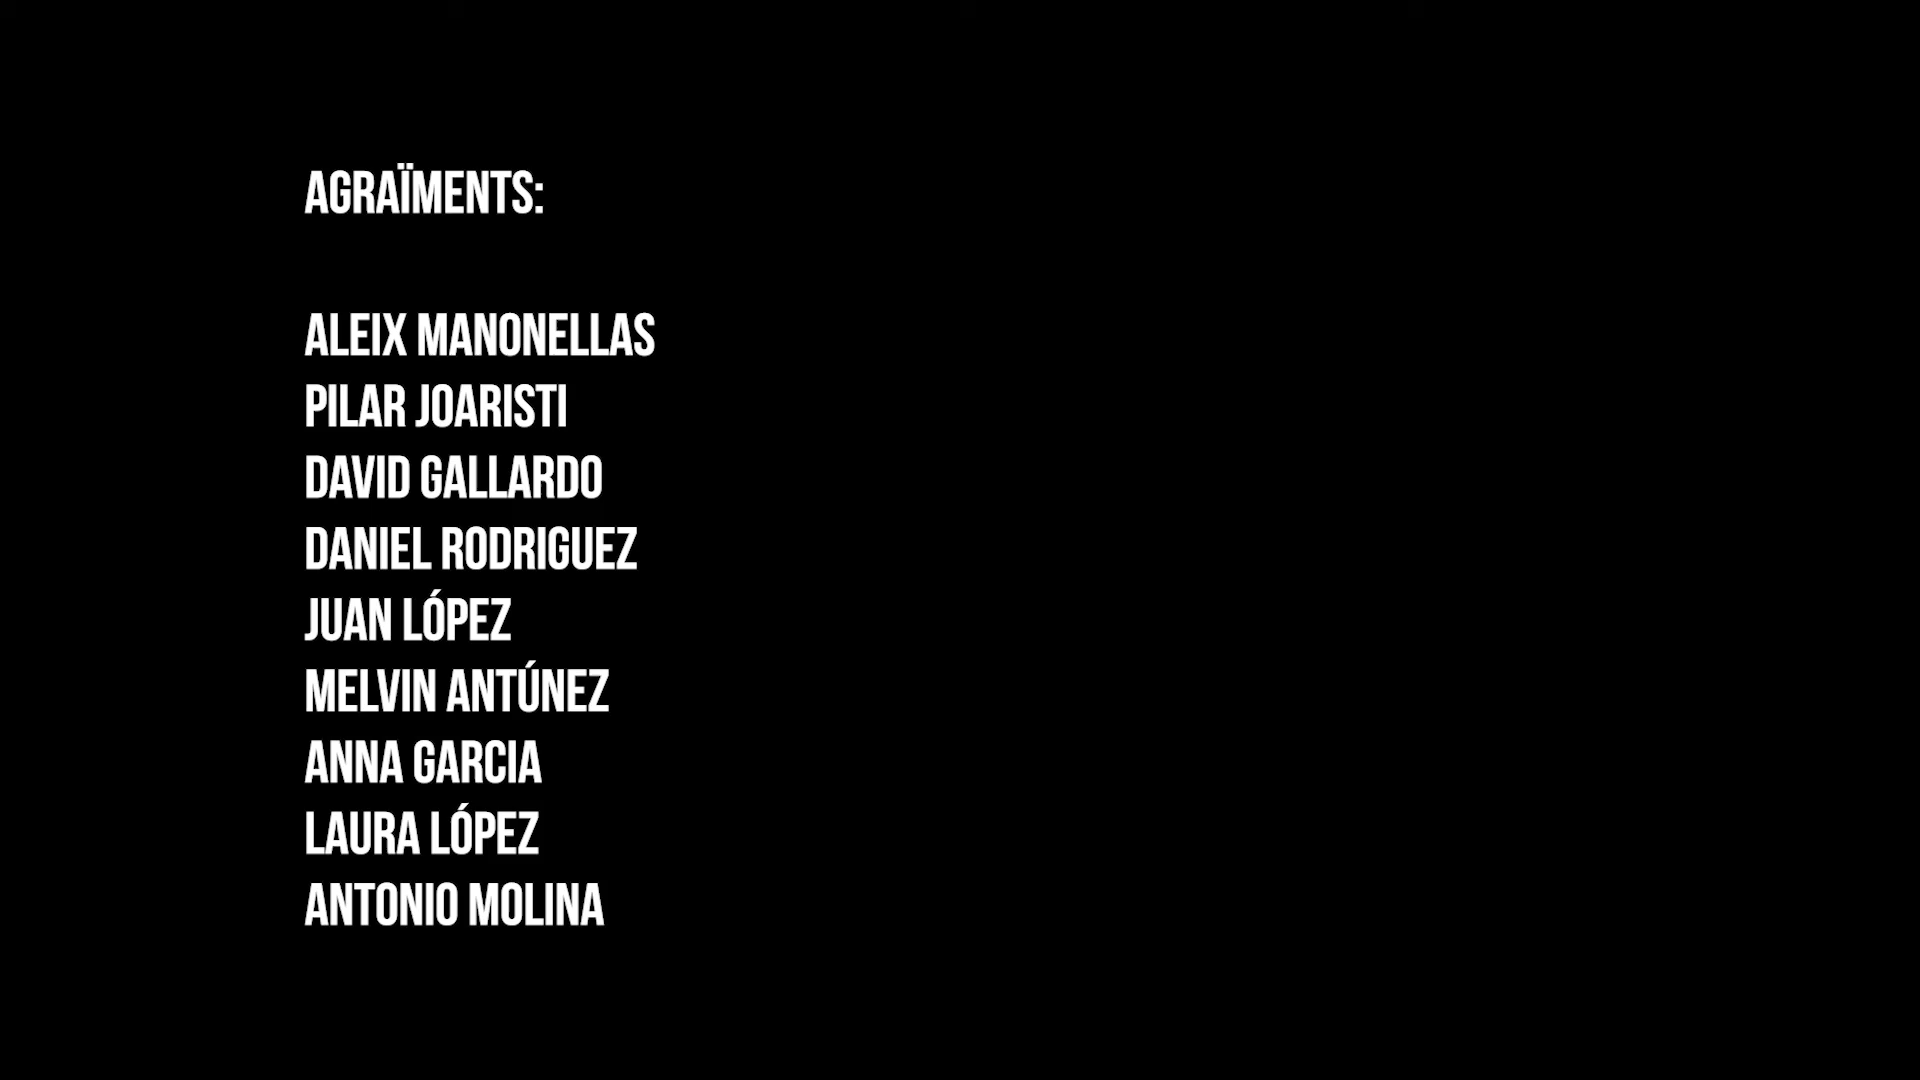 AGRAÏMENTS:
ALEIX MANONELLAS
PILAR JOARISTI
DAVID GALLARDO
DANIEL RODRIGUEZ
JUAN LÓPEZ
MELVIN ANTÚNEZ
ANNA GARCIA
LAURA LÓPEZ
ANTONIO MOLINA